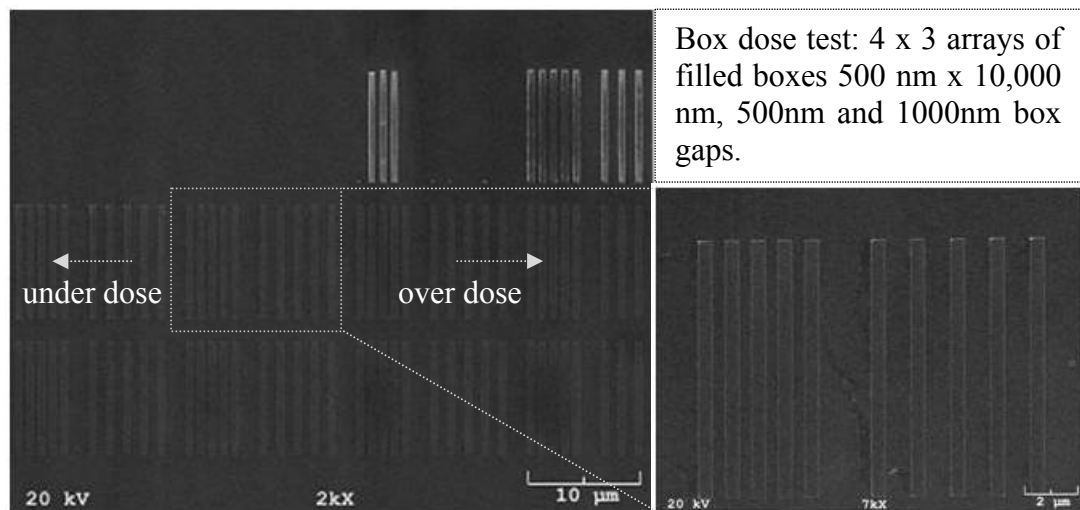 Box dose test: 4 x 3 arrays of
filled boxes 500 nm x 10,000
nm, 500nm and 1000nm box
gaps.
under dose
over dose
20 kV
2kX
10 µm
20 kV
7kX
2 µm